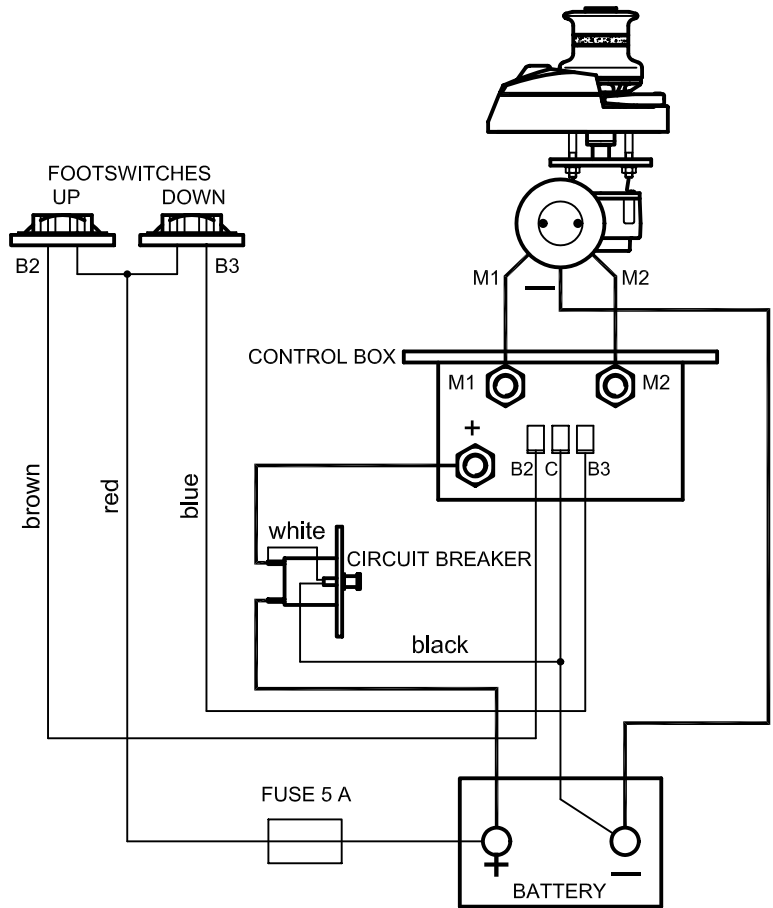 FOOTSWITCHES
UP
DOWN
B2
B3
M1
—
M2
CONTROL BOX
M1
M2
+
B2
C
B3
brown
red
blue
white
CIRCUIT BREAKER
black
FUSE 5 A
+
—
BATTERY